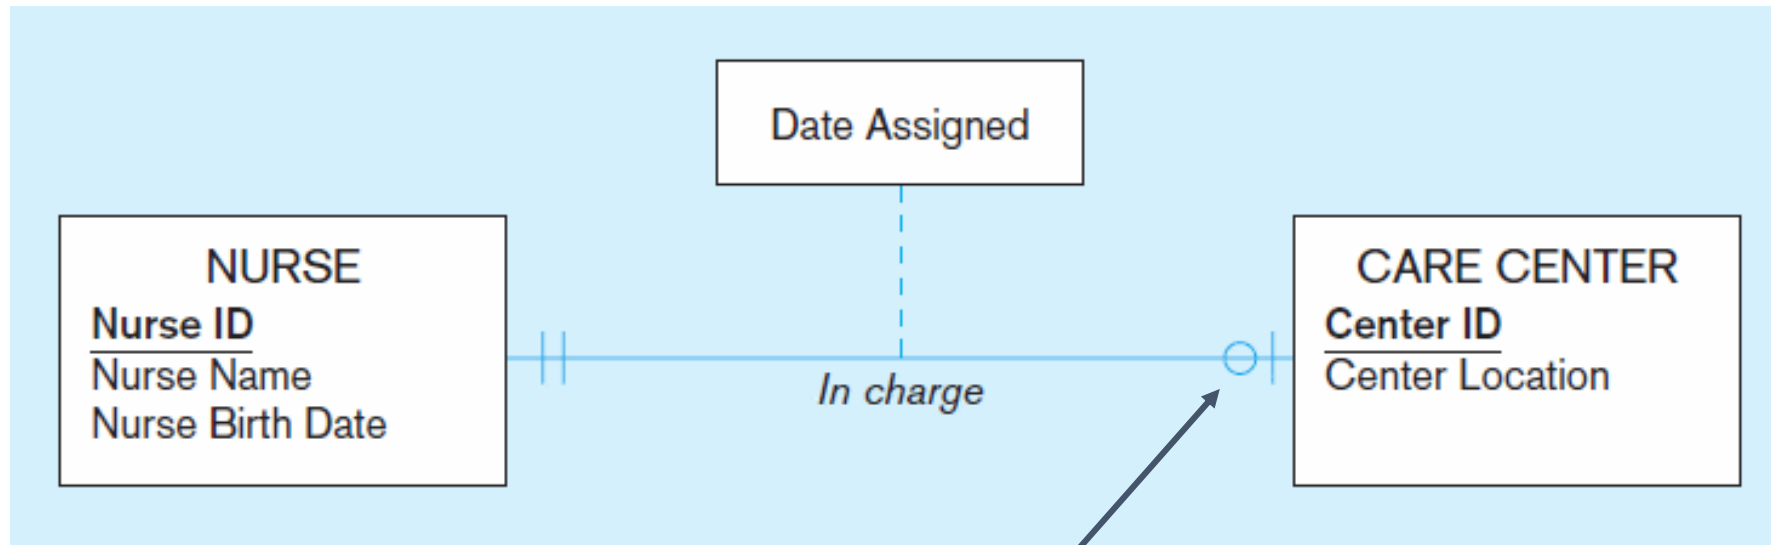 Date Assigned
NURSE
Nurse ID
Nurse Name
Nurse Birth Date
In charge
CARE CENTER
Center ID
Center Location